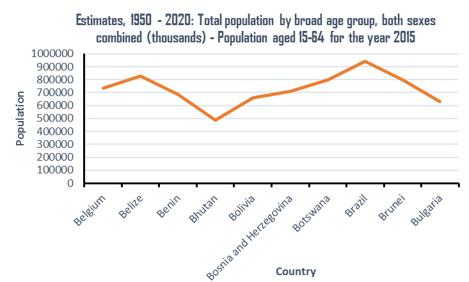 Estimates, 1950 - 2020: Total population by broad age group, both sexes
combined (thousands) - Population aged 15-64 for the year 2015
Population
1000000
900000
800000
700000
600000
500000
400000
300000
200000
100000
0
Belgium
Belize
Benin
Bhutan
Bolivia
Bosnia and Herzegovina
Botswana
Brazil
Brunei
Bulgaria
Country